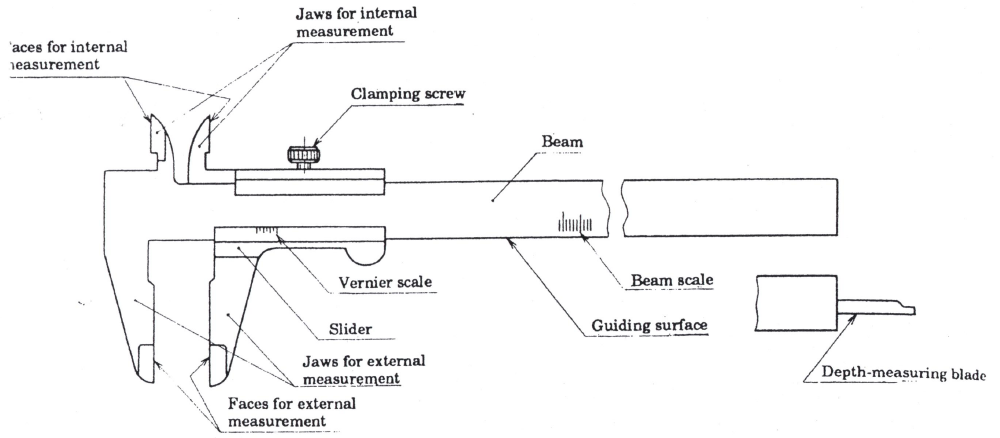 Jaws for internal
measurement
aces for internal
easurement
Clamping screw
Beam
Vernier scale
Beam scale
Slider
Guiding surface
Jaws for external
measurement
Depth-measuring blade
Faces for external
measurement